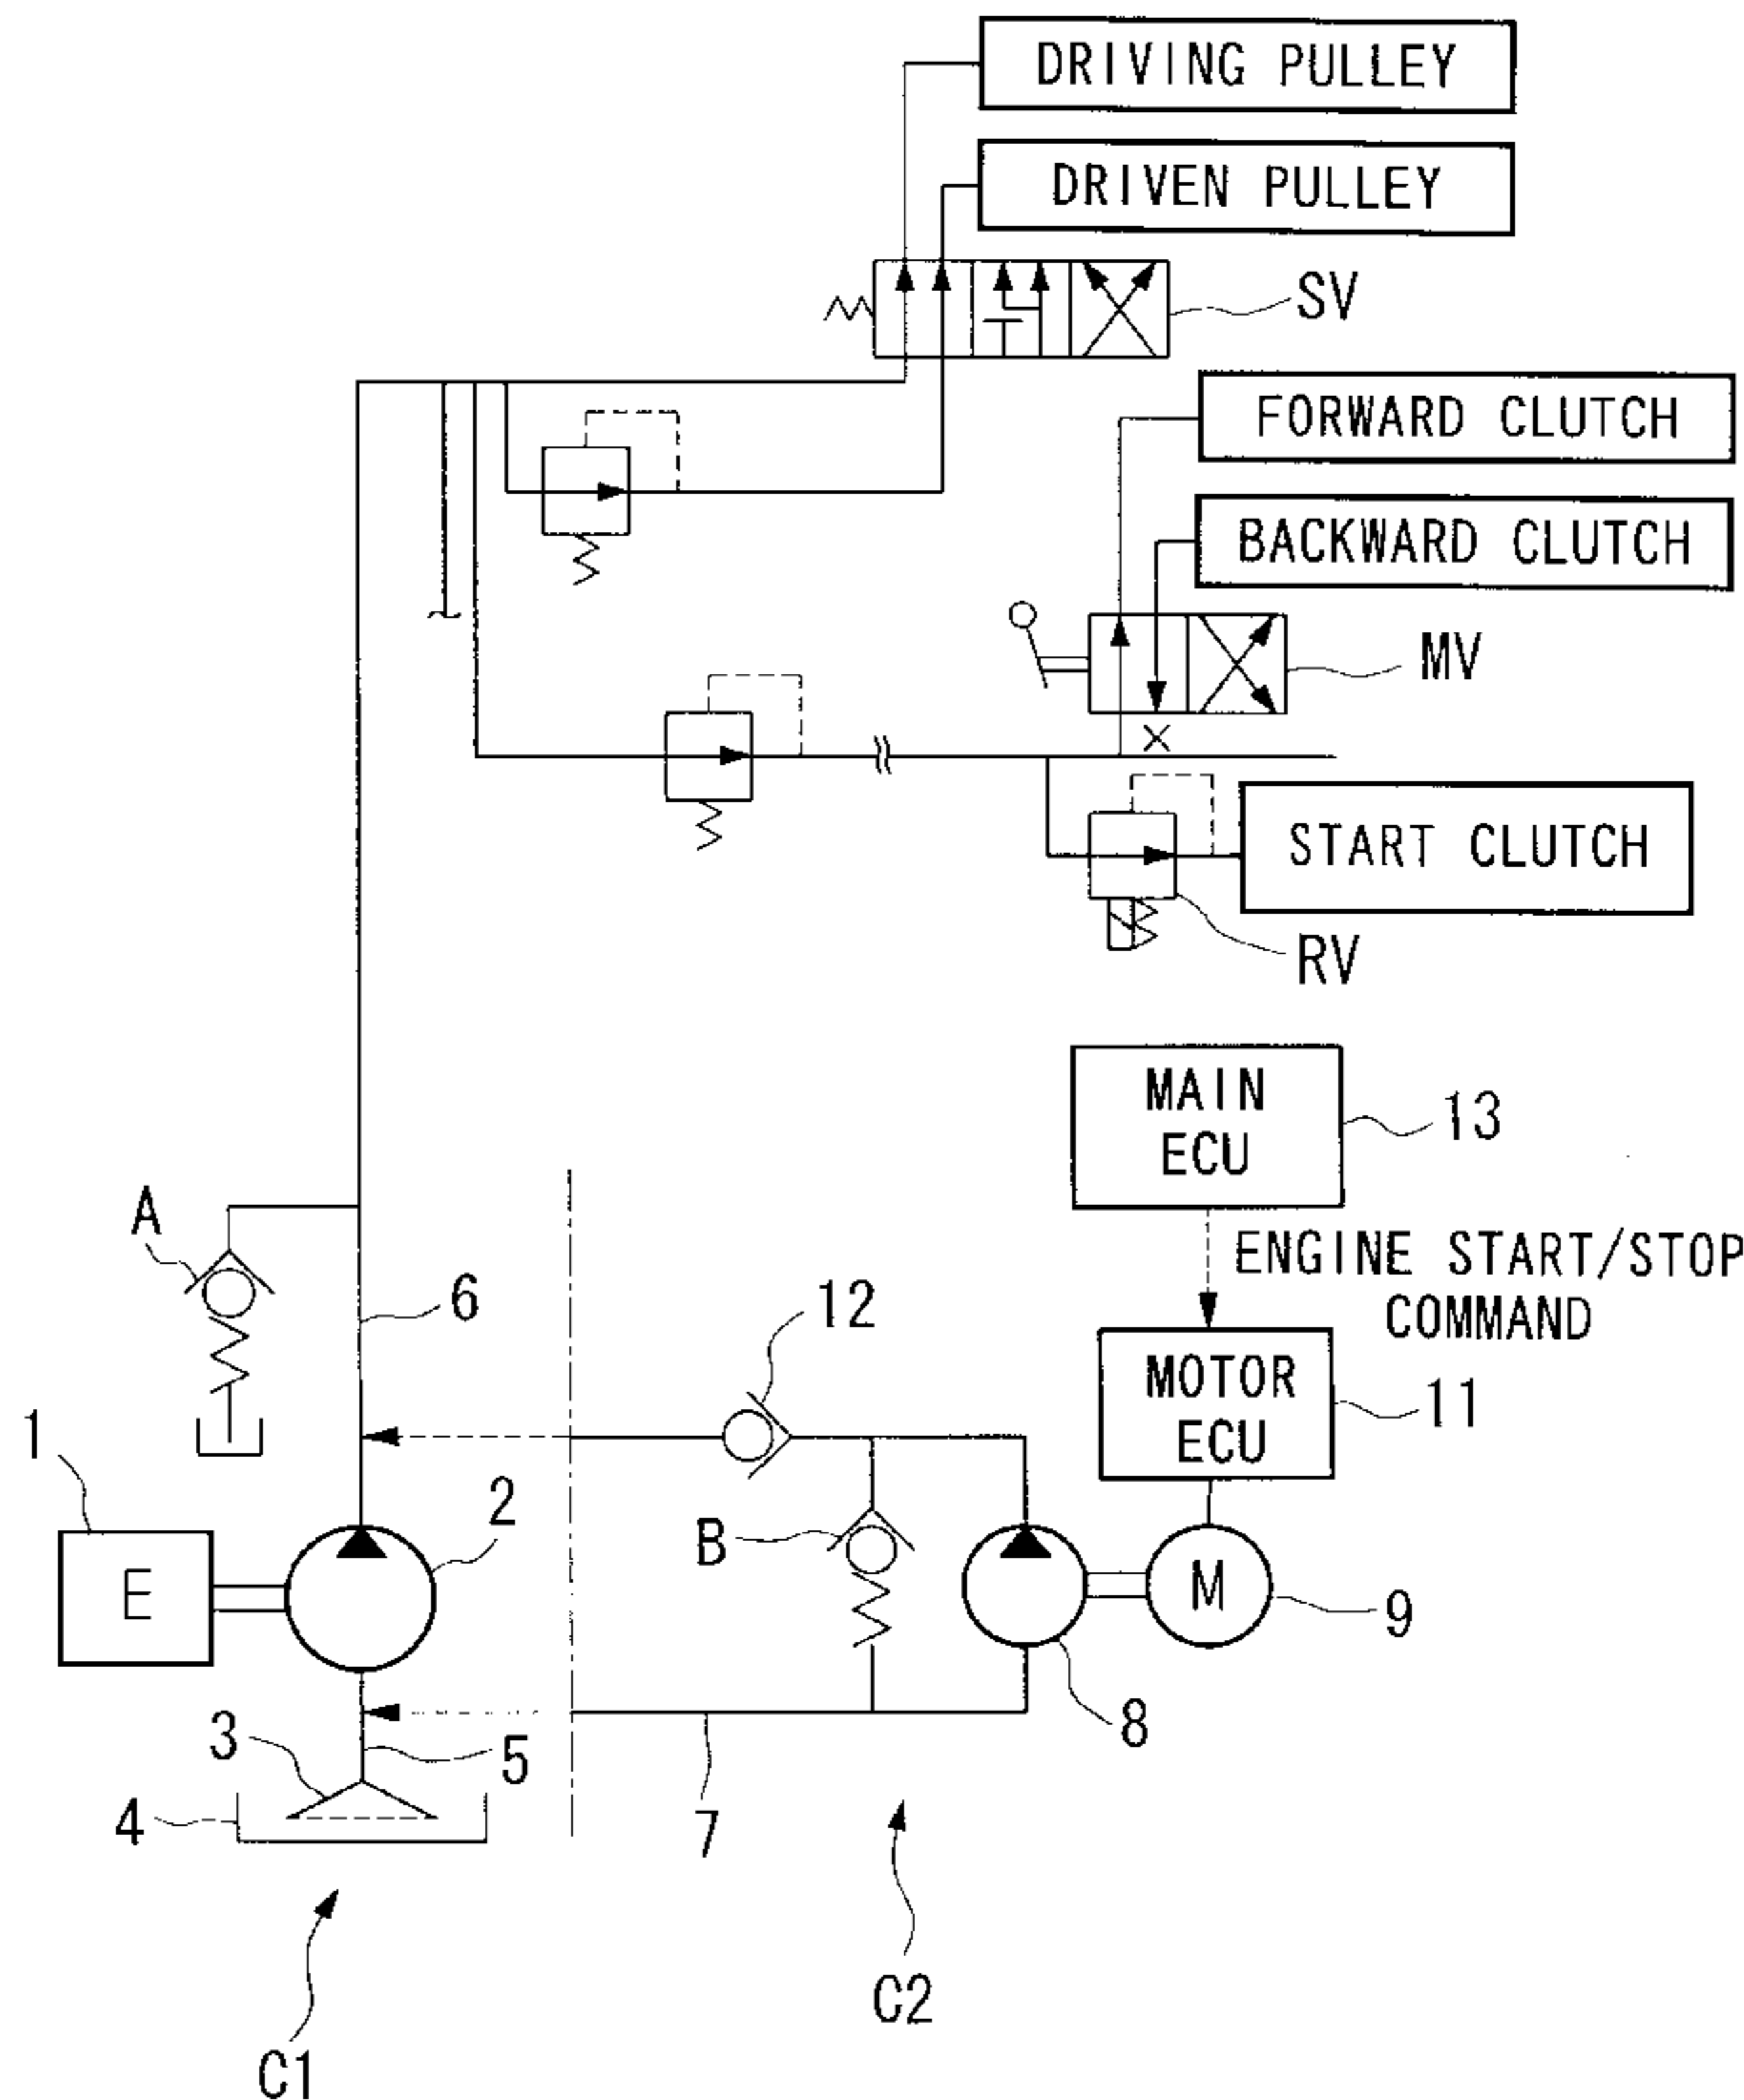 DRIVING PULLEY
DRIVEN PULLEY
SV
FORWARD CLUTCH
BACKWARD CLUTCH
MV
START CLUTCH
RV
MAIN
ECU
13
A
ENGINE START/STOP
COMMAND
6
12
MOTOR
ECU
11
1
2
B
E
M
9
8
3
5
4
7
C2
C1